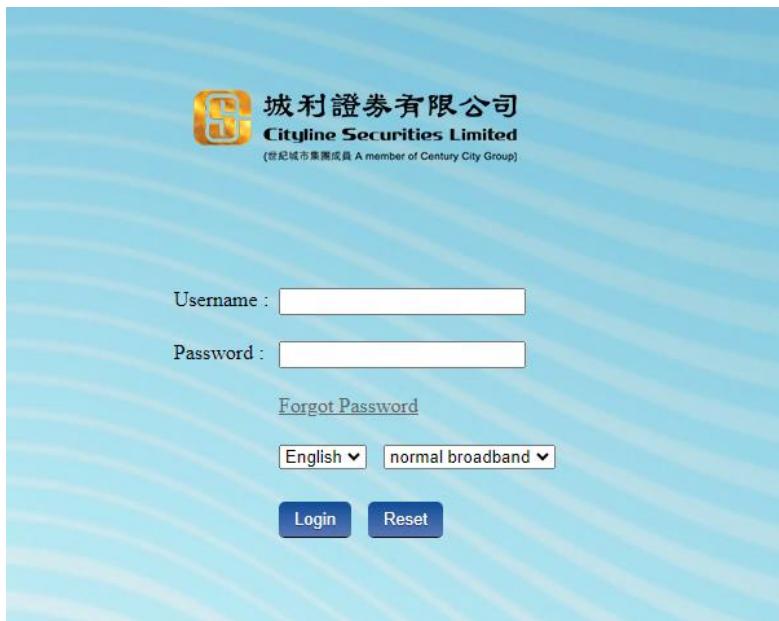 城利證券有限公司
Cityline Securities Limited
(世紀城市集團成員 A member of Century City Group)
Username :
Password :
Forgot Password
English normal broadband
Login Reset